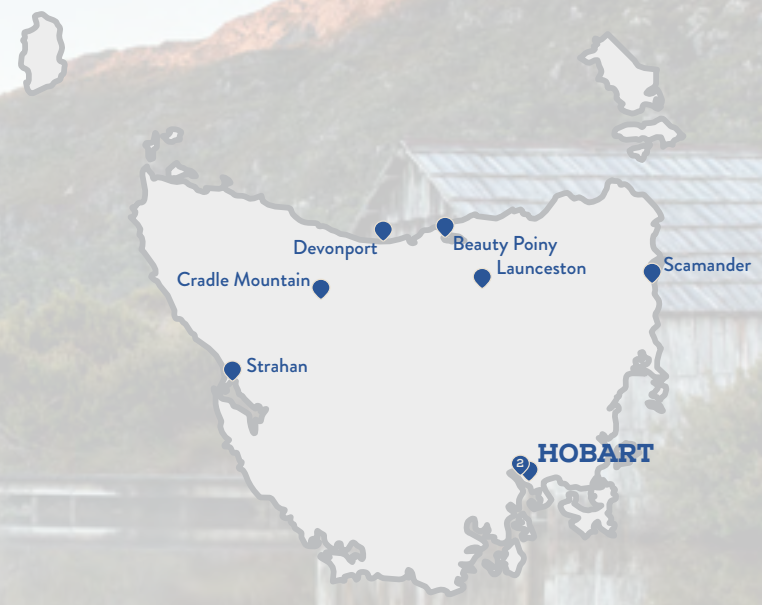 Devonport
Beauty Poiny
Launceston
Scamander
Cradle Mountain
Strahan
2
HOBART